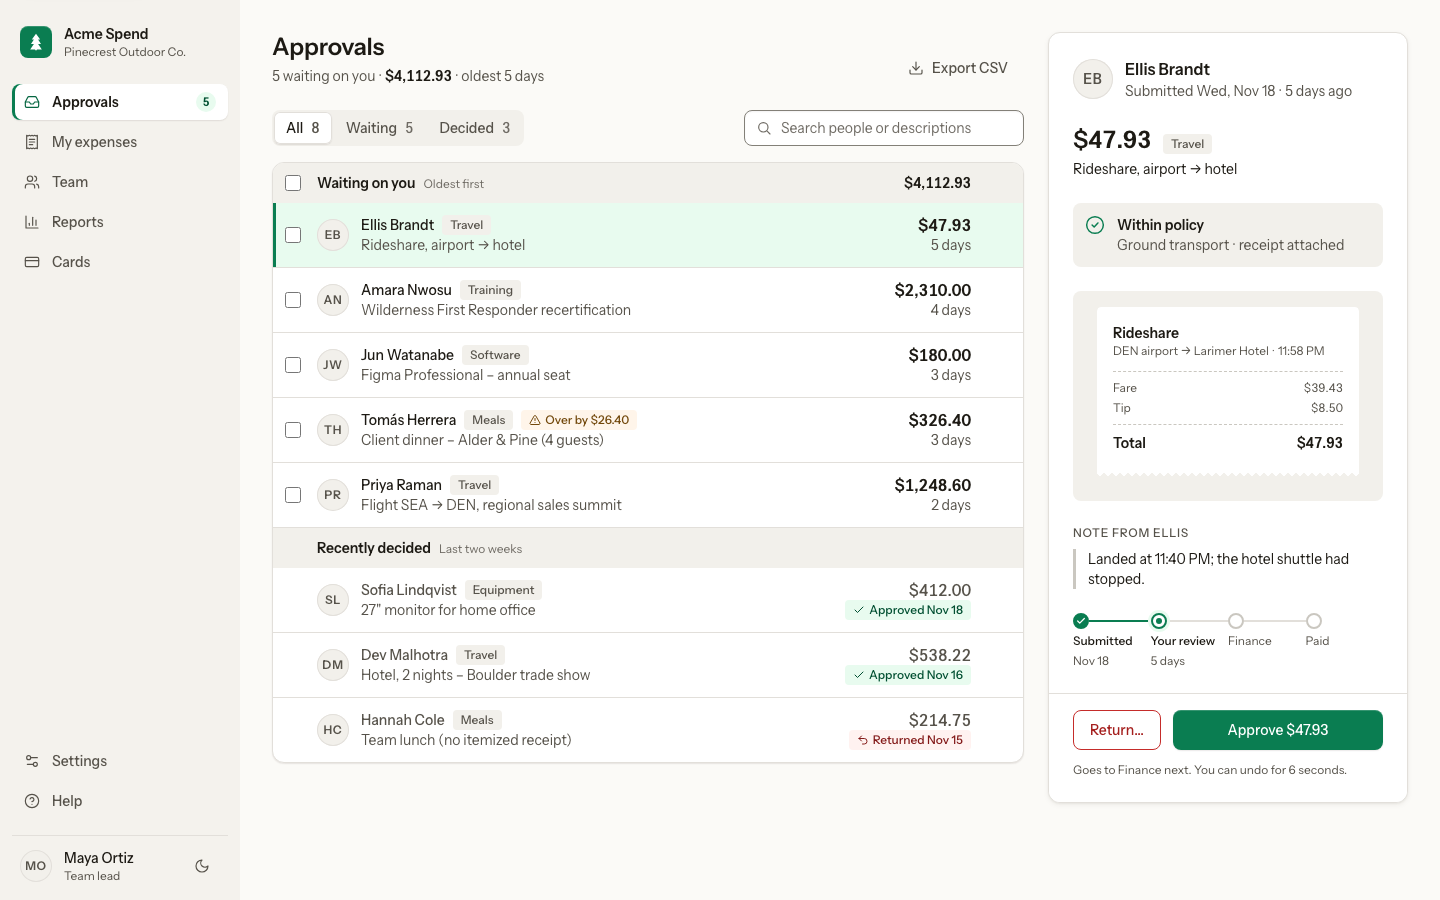 Acme Spend
Pinecrest Outdoor Co.
Approvals 5
My expenses
Team
Reports
Cards
Settings
Help
MO
Maya Ortiz
Team lead
Approvals
5 waiting on you · $4,112.93 · oldest 5 days
Export CSV
All 8 Waiting 5 Decided 3
Search people or descriptions
Waiting on you Oldest first $4,112.93
EB
Ellis Brandt Travel $47.93
Rideshare, airport → hotel 5 days
AN
Amara Nwosu Training $2,310.00
Wilderness First Responder recertification 4 days
JW
Jun Watanabe Software $180.00
Figma Professional – annual seat 3 days
TH
Tomás Herrera Meals Over by $26.40 $326.40
Client dinner – Alder & Pine (4 guests) 3 days
PR
Priya Raman Travel $1,248.60
Flight SEA → DEN, regional sales summit 2 days
Recently decided Last two weeks
SL
Sofia Lindqvist Equipment $412.00
27" monitor for home office Approved Nov 18
DM
Dev Malhotra Travel $538.22
Hotel, 2 nights – Boulder trade show Approved Nov 16
HC
Hannah Cole Meals $214.75
Team lunch (no itemized receipt) Returned Nov 15
EB
Ellis Brandt
Submitted Wed, Nov 18 · 5 days ago
$47.93 Travel
Rideshare, airport → hotel
Within policy
Ground transport · receipt attached
Rideshare
DEN airport → Larimer Hotel · 11:58 PM
Fare $39.43
Tip $8.50
Total $47.93
NOTE FROM ELLIS
Landed at 11:40 PM; the hotel shuttle had
stopped.
Submitted Your review Finance Paid
Nov 18 5 days
Return… Approve $47.93
Goes to Finance next. You can undo for 6 seconds.